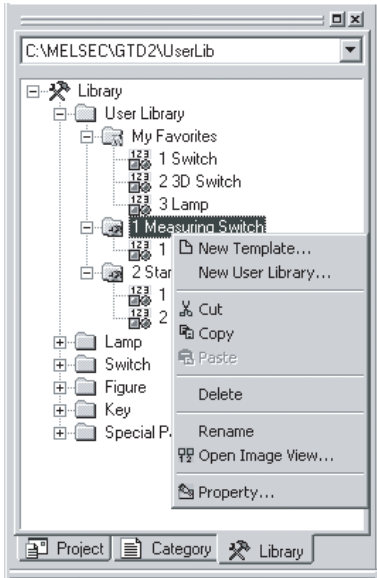 C:\MELSEC\GTD2\UserLib
Library
User Library
My Favorites
1 Switch
2 3D Switch
3 Lamp
1 Measuring Switch
1
2 Star
1
2
Lamp
Switch
Figure
Key
Special P
New Template...
New User Library...
Cut
Copy
Paste
Delete
Rename
Open Image View...
Property...
Project
Category
Library